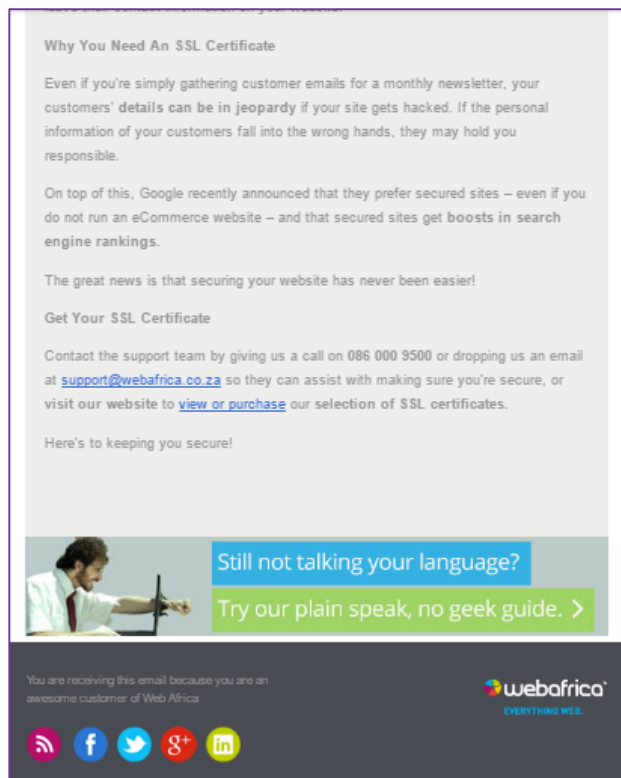 leave their contact information on your website.
Why You Need An SSL Certificate
Even if you're simply gathering customer emails for a monthly newsletter, your
customers' details can be in jeopardy if your site gets hacked. If the personal
information of your customers fall into the wrong hands, they may hold you
responsible.
On top of this, Google recently announced that they prefer secured sites – even if you
do not run an eCommerce website – and that secured sites get boosts in search
engine rankings.
The great news is that securing your website has never been easier!
Get Your SSL Certificate
Contact the support team by giving us a call on 086 000 9500 or dropping us an email
at support@webafrica.co.za so they can assist with making sure you're secure, or
visit our website to view or purchase our selection of SSL certificates.
Here's to keeping you secure!
Still not talking your language?
Try our plain speak, no geek guide. >
You are receiving this email because you are an
awesome customer of Web Africa
webafrica
EVERYTHING WEB.
f
g+
in